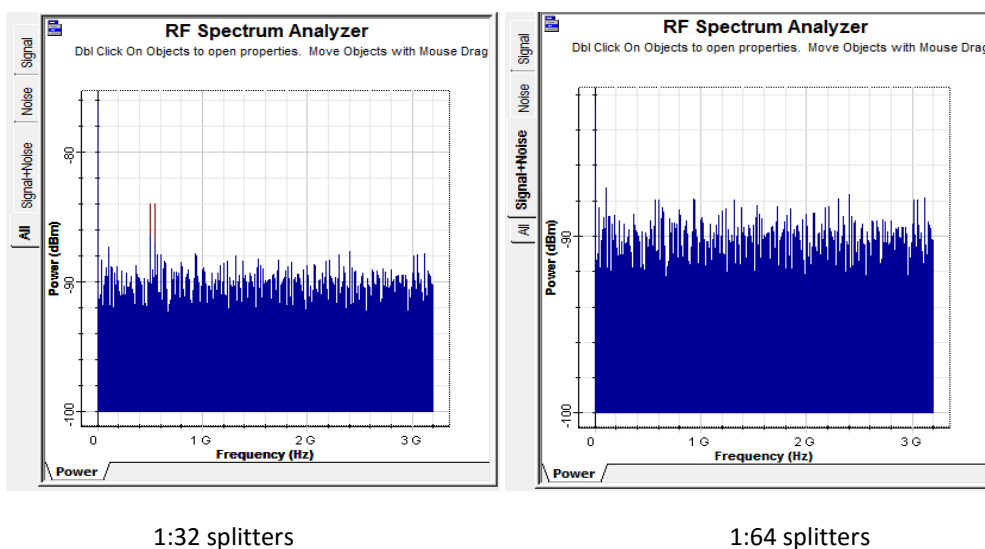 RF Spectrum Analyzer
Dbl Click On Objects to open properties. Move Objects with Mouse Drag
Signal
Noise
Signal+Noise
All
Power (dBm)
-80
-90
-100
0 1 G 2 G 3 G
Frequency (Hz)
Power
RF Spectrum Analyzer
Dbl Click On Objects to open properties. Move Objects with Mouse Drag
Signal
Noise
Signal+Noise
All
Power (dBm)
-90
-100
0 1 G 2 G 3 G
Frequency (Hz)
Power
1:32 splitters
1:64 splitters